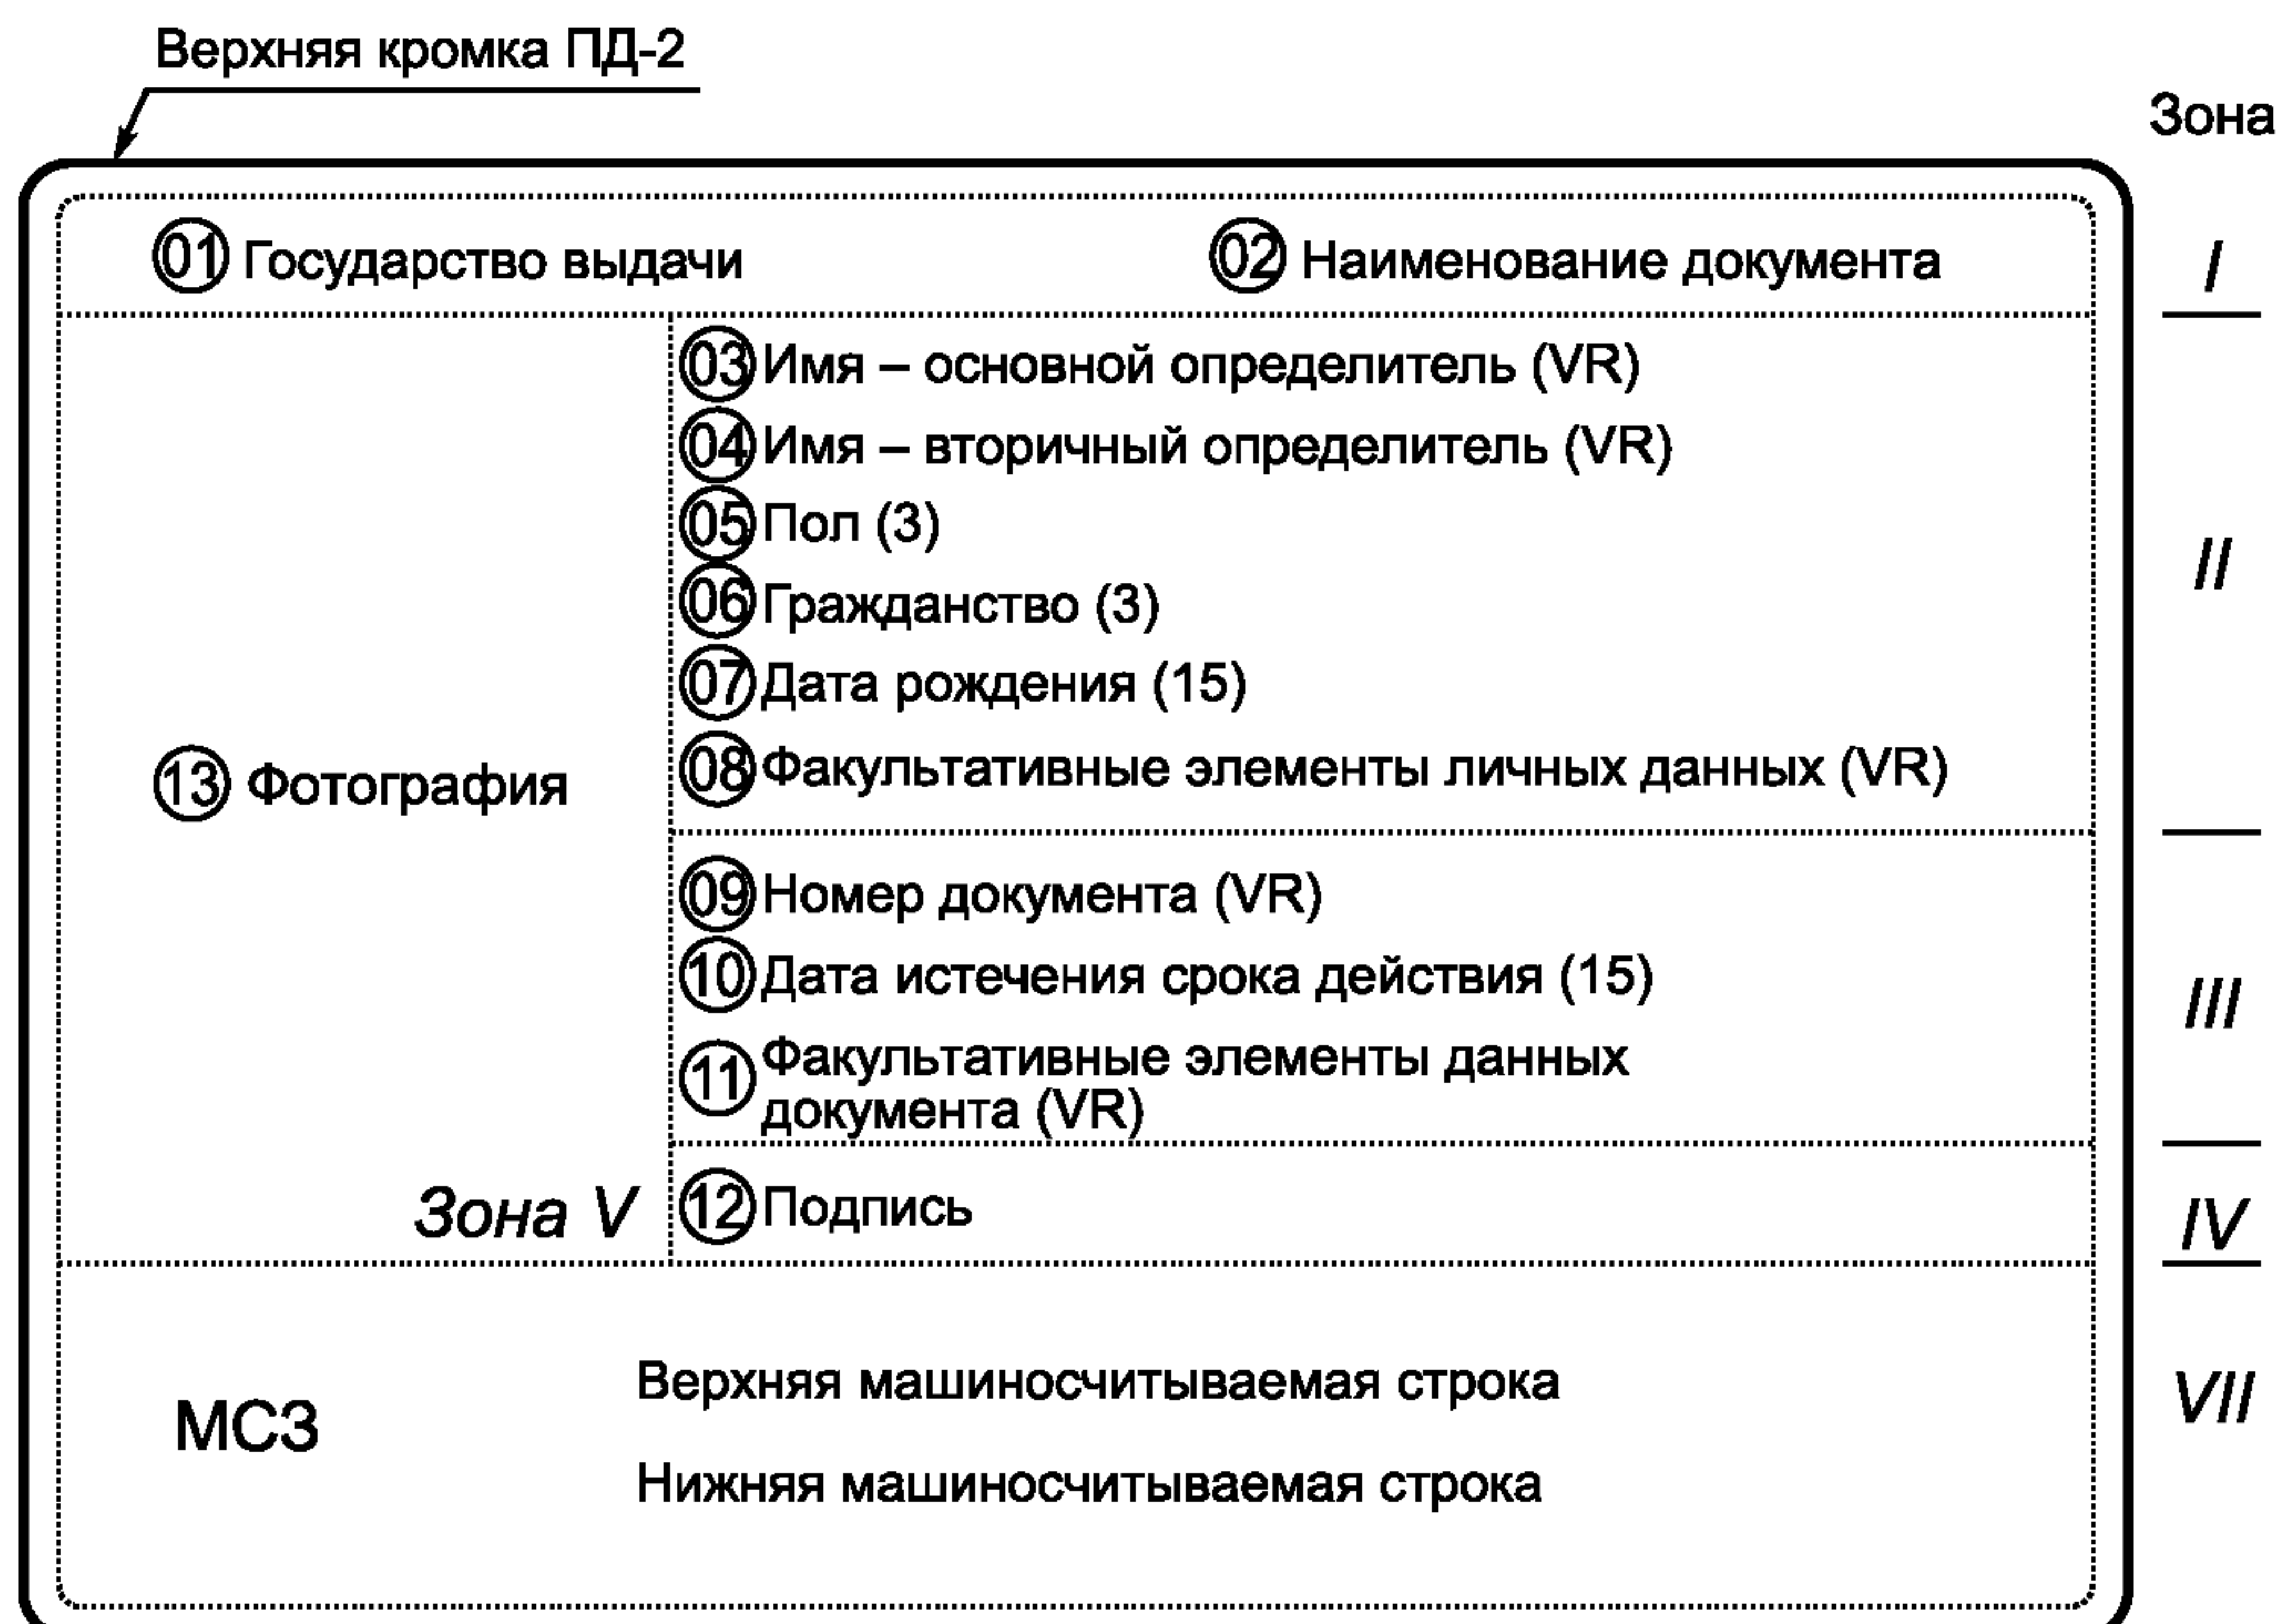 Верхняя кромка ПД-2
Зона
01 Государство выдачи
02 Наименование документа
I
03 Имя – основной определитель (VR)
04 Имя – вторичный определитель (VR)
05 Пол (3)
06 Гражданство (3)
07 Дата рождения (15)
08 Факультативные элементы личных данных (VR)
II
13 Фотография
Зона V
09 Номер документа (VR)
10 Дата истечения срока действия (15)
11 Факультативные элементы данных
документа (VR)
III
12 Подпись
IV
МСЗ
Верхняя машиносчитываемая строка
Нижняя машиносчитываемая строка
VII